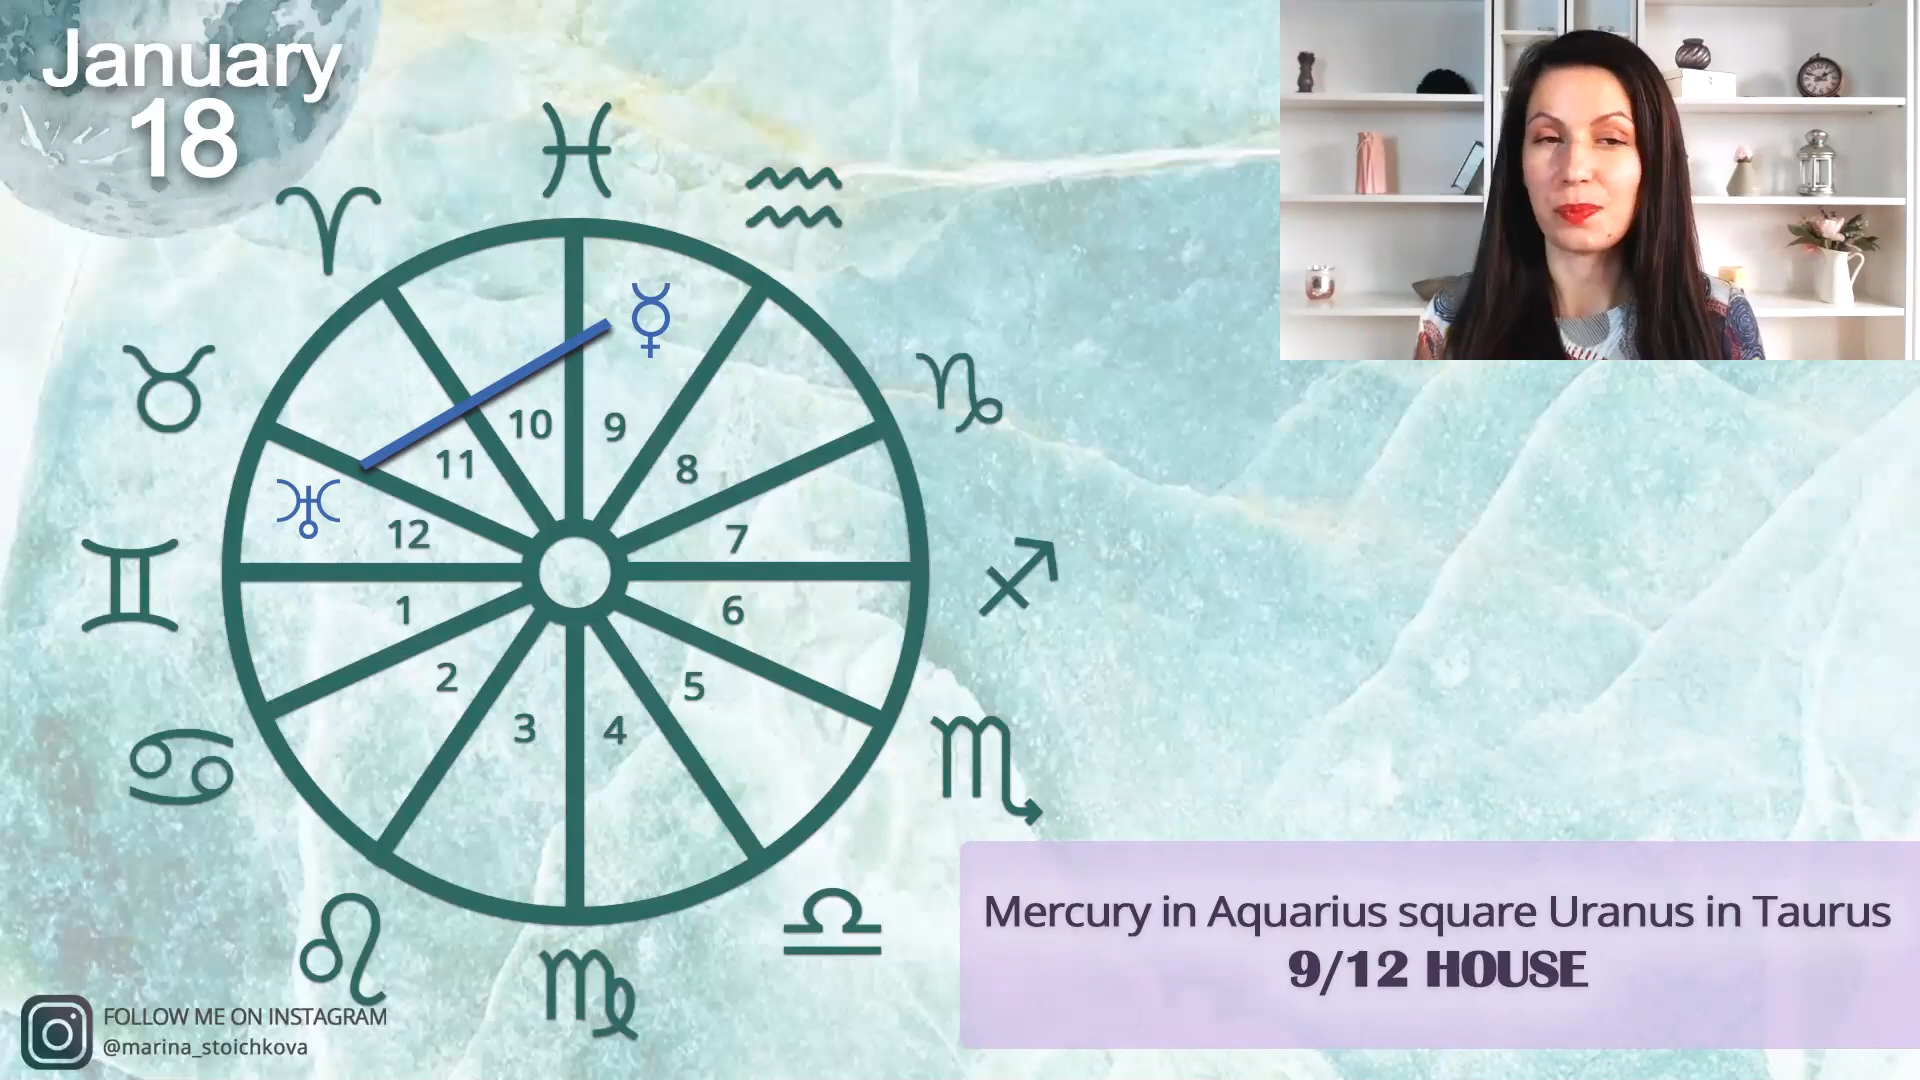 January
18
10
9
11
8
12
7
1
6
2
5
3
4
Mercury in Aquarius square Uranus in Taurus
9/12 HOUSE
FOLLOW ME ON INSTAGRAM
@marina_stoichkova